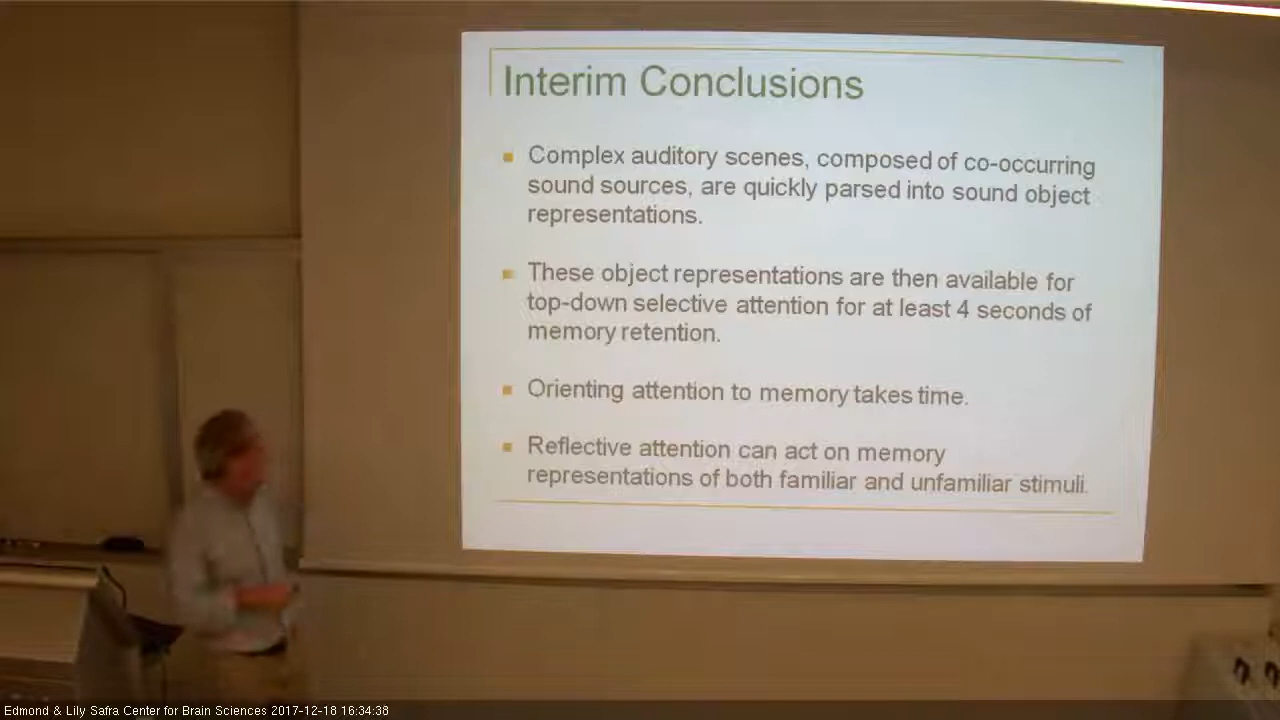 Interim Conclusions
Complex auditory scenes, composed of co-occurring
sound sources, are quickly parsed into sound object
representations.
These object representations are then available for
top-down selective attention for at least 4 seconds of
memory retention.
Orienting attention to memory takes time.
Reflective attention can act on memory
representations of both familiar and unfamiliar stimuli.
Edmond & Lily Safra Center for Brain Sciences 2017-12-18 16:34:38